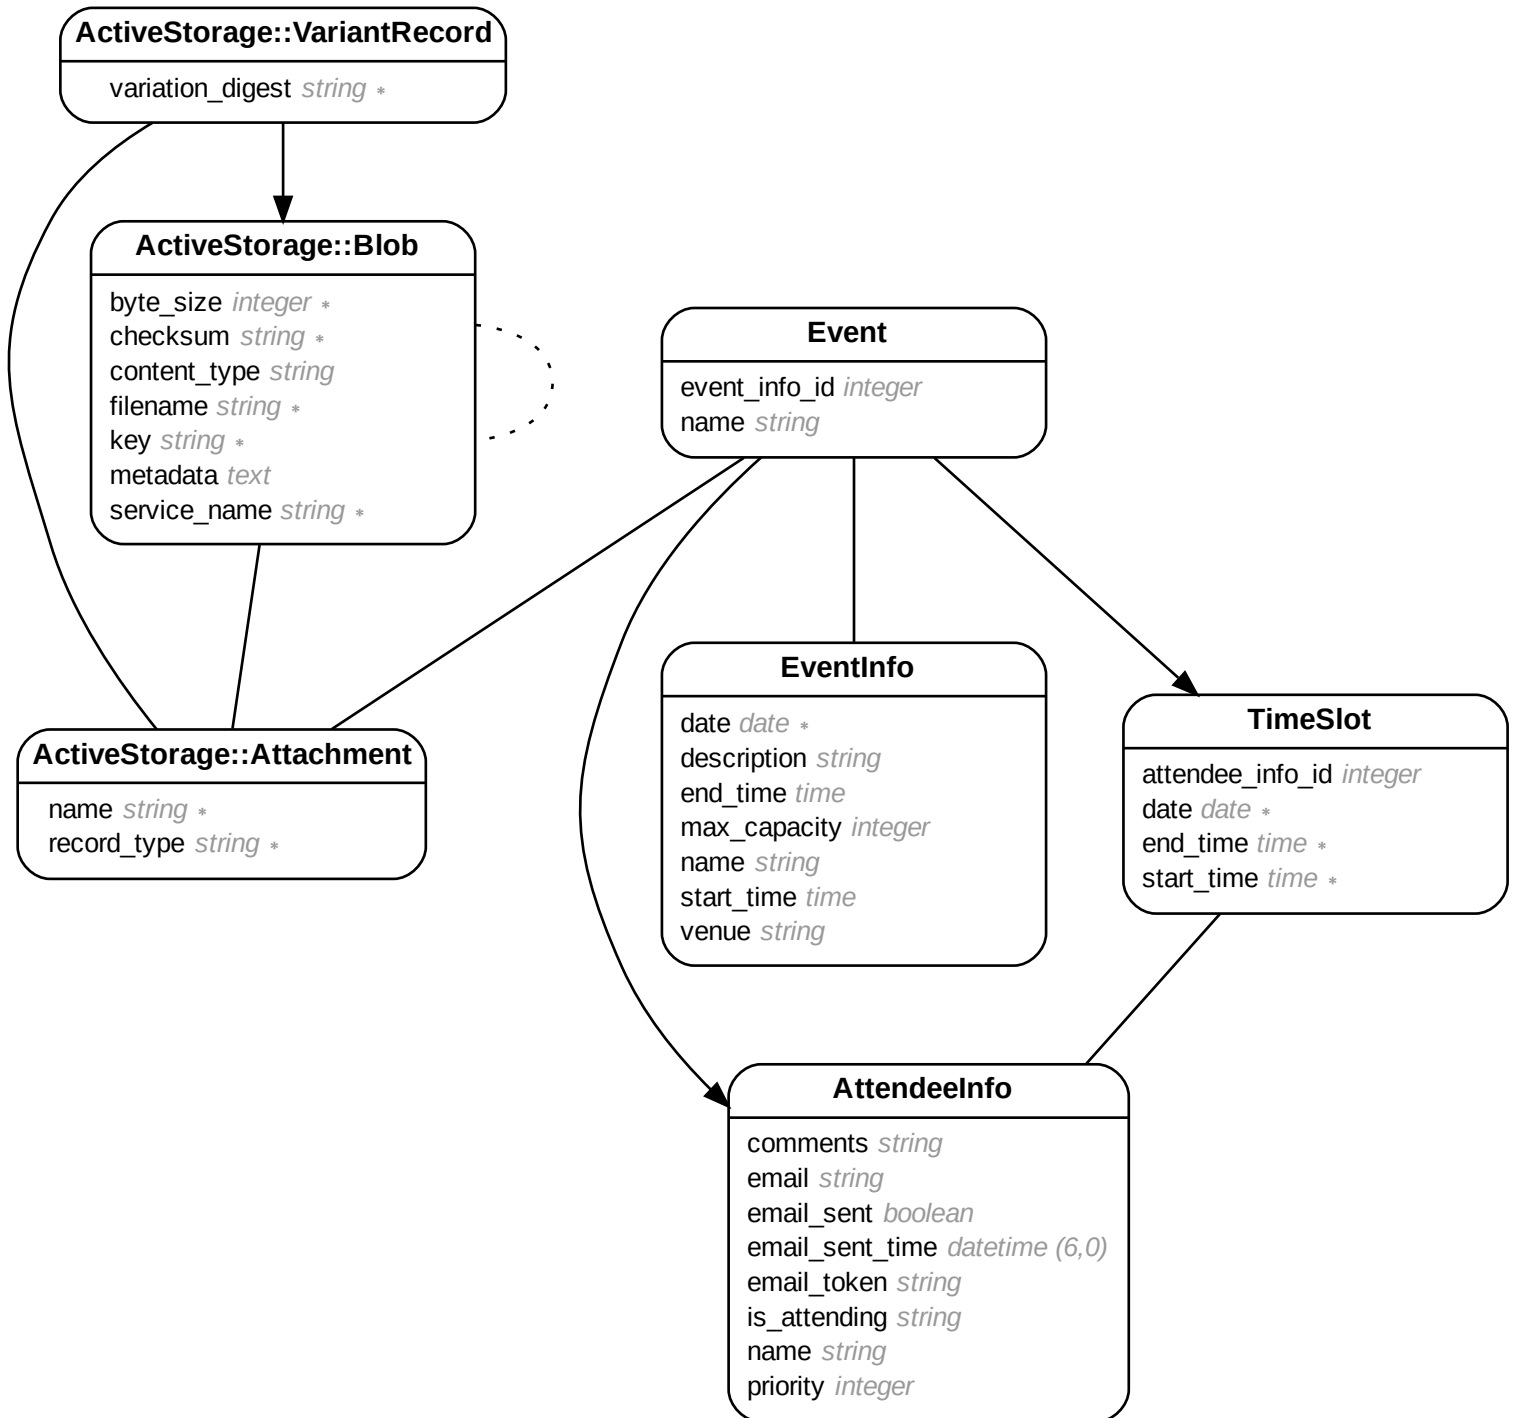 ActiveStorage::VariantRecord
variation_digest string *
ActiveStorage::Blob
byte_size integer *
checksum string *
content_type string
filename string *
key string *
metadata text
service_name string *
Event
event_info_id integer
name string
EventInfo
date date *
description string
end_time time
max_capacity integer
name string
start_time time
venue string
TimeSlot
attendee_info_id integer
date date *
end_time time *
start_time time *
ActiveStorage::Attachment
name string *
record_type string *
AttendeeInfo
comments string
email string
email_sent boolean
email_sent_time datetime (6,0)
email_token string
is_attending string
name string
priority integer